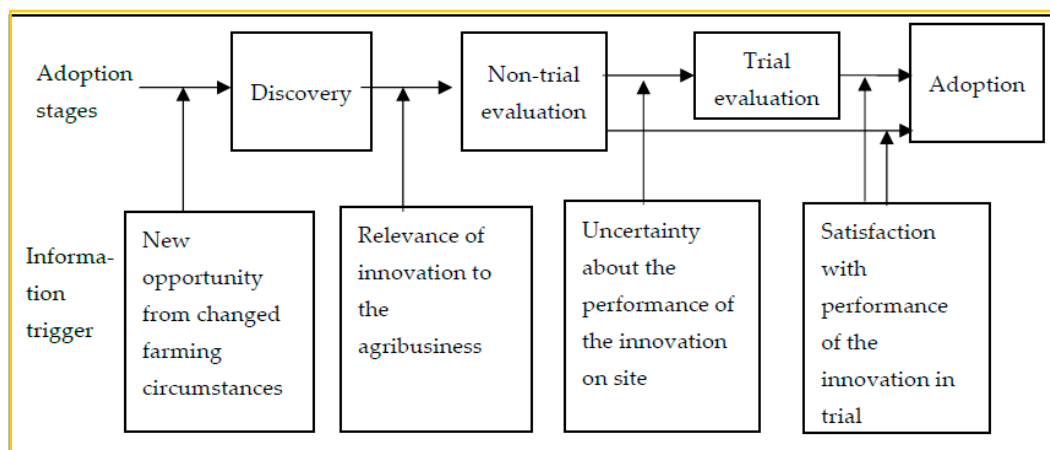 Adoption
stages
Discovery
Non-trial
evaluation
Trial
evaluation
Adoption
Informa-
tion
trigger
New
opportunity
from changed
farming
circumstances
Relevance of
innovation to
the
agribusiness
Uncertainty
about the
performance of
the innovation
on site
Satisfaction
with
performance
of the
innovation in
trial